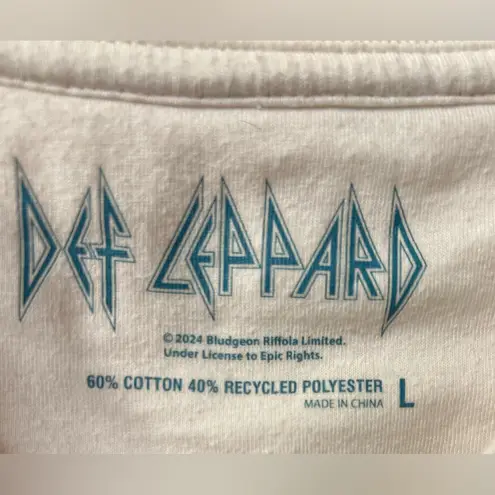 DEF LEPPARD
© 2024 Bludgeon Riffola Limited.
Under License to Epic Rights.
60% COTTON 40% RECYCLED POLYESTER
MADE IN CHINA L